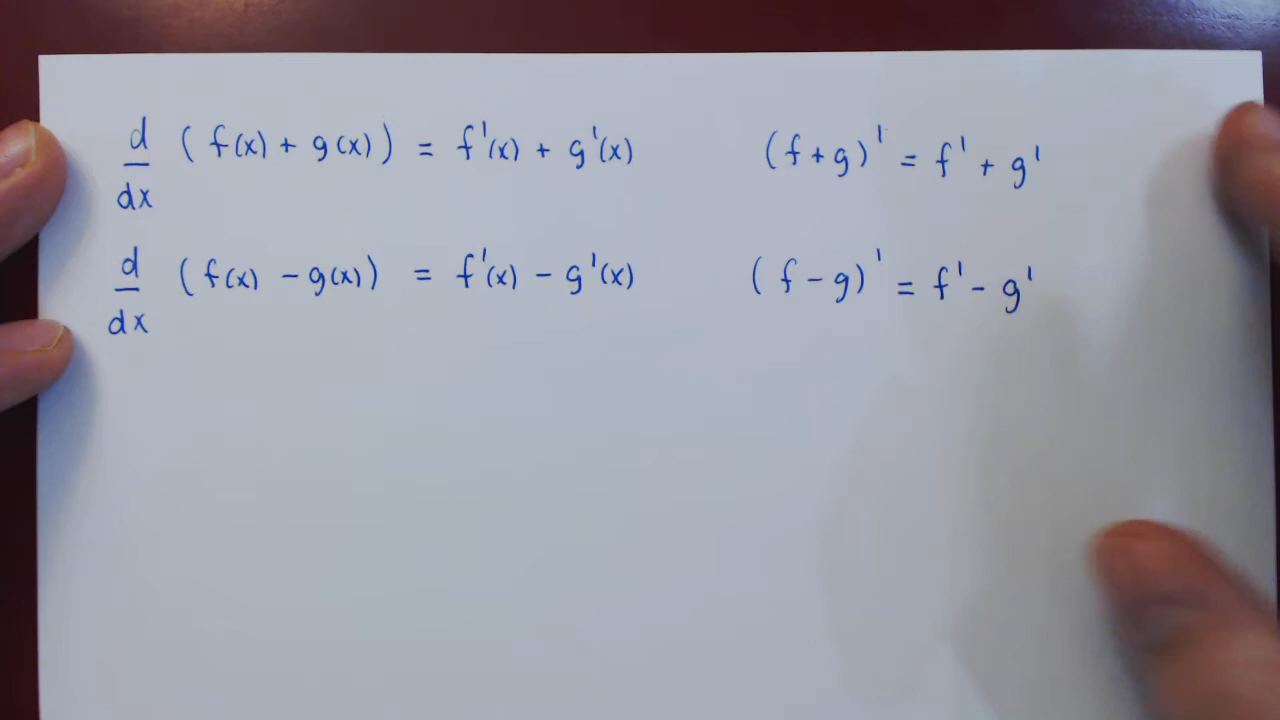 d/dx (f(x) + g(x)) = f'(x) + g'(x) (f+g)' = f' + g'
d/dx (f(x) - g(x)) = f'(x) - g'(x) (f-g)' = f' - g'